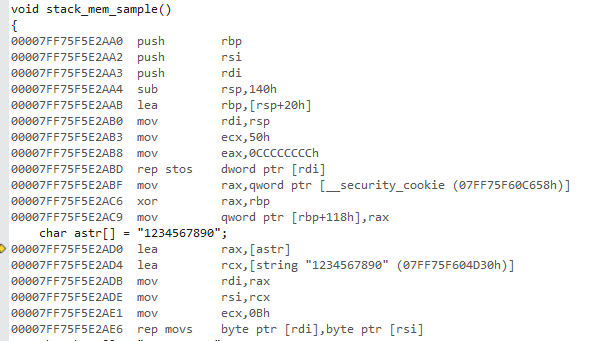 void stack_mem_sample()
{
00007FF75F5E2AA0 push rbp
00007FF75F5E2AA2 push rsi
00007FF75F5E2AA3 push rdi
00007FF75F5E2AA4 sub rsp,140h
00007FF75F5E2AAB lea rbp,[rsp+20h]
00007FF75F5E2AB0 mov rdi,rsp
00007FF75F5E2AB3 mov ecx,50h
00007FF75F5E2AB8 mov eax,0CCCCCCCCh
00007FF75F5E2ABD rep stos dword ptr [rdi]
00007FF75F5E2ABF mov rax,qword ptr [__security_cookie (07FF75F60C658h)]
00007FF75F5E2AC6 xor rax,rbp
00007FF75F5E2AC9 mov qword ptr [rbp+118h],rax
char astr[] = "1234567890";
00007FF75F5E2AD0 lea rax,[astr]
00007FF75F5E2AD4 lea rcx,[string "1234567890" (07FF75F604D30h)]
00007FF75F5E2ADB mov rdi,rax
00007FF75F5E2ADE mov rsi,rcx
00007FF75F5E2AE1 mov ecx,0Bh
00007FF75F5E2AE6 rep movs byte ptr [rdi],byte ptr [rsi]